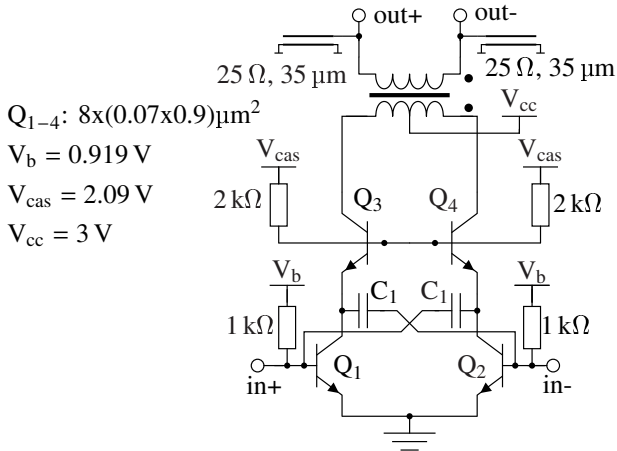 out+ out-
25 Ω, 35 µm 25 Ω, 35 µm
Q1−4: 8x(0.07x0.9)µm²
Vcc
Vb = 0.919 V
Vcas Vcas
Vcas = 2.09 V
2 kΩ Q3 Q4 2 kΩ
Vcc = 3 V
Vb C1 C1 Vb
1 kΩ 1 kΩ
Q1 Q2
in+ in-